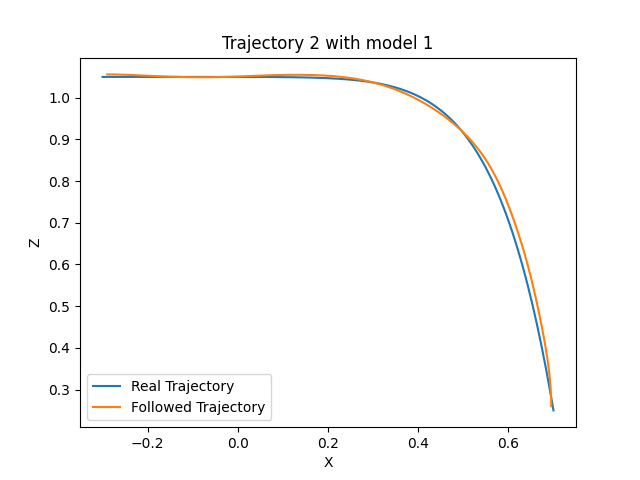 Trajectory 2 with model 1
Z
1.0
0.9
0.8
0.7
0.6
0.5
0.4
0.3
Real Trajectory
Followed Trajectory
−0.2 0.0 0.2 0.4 0.6
X